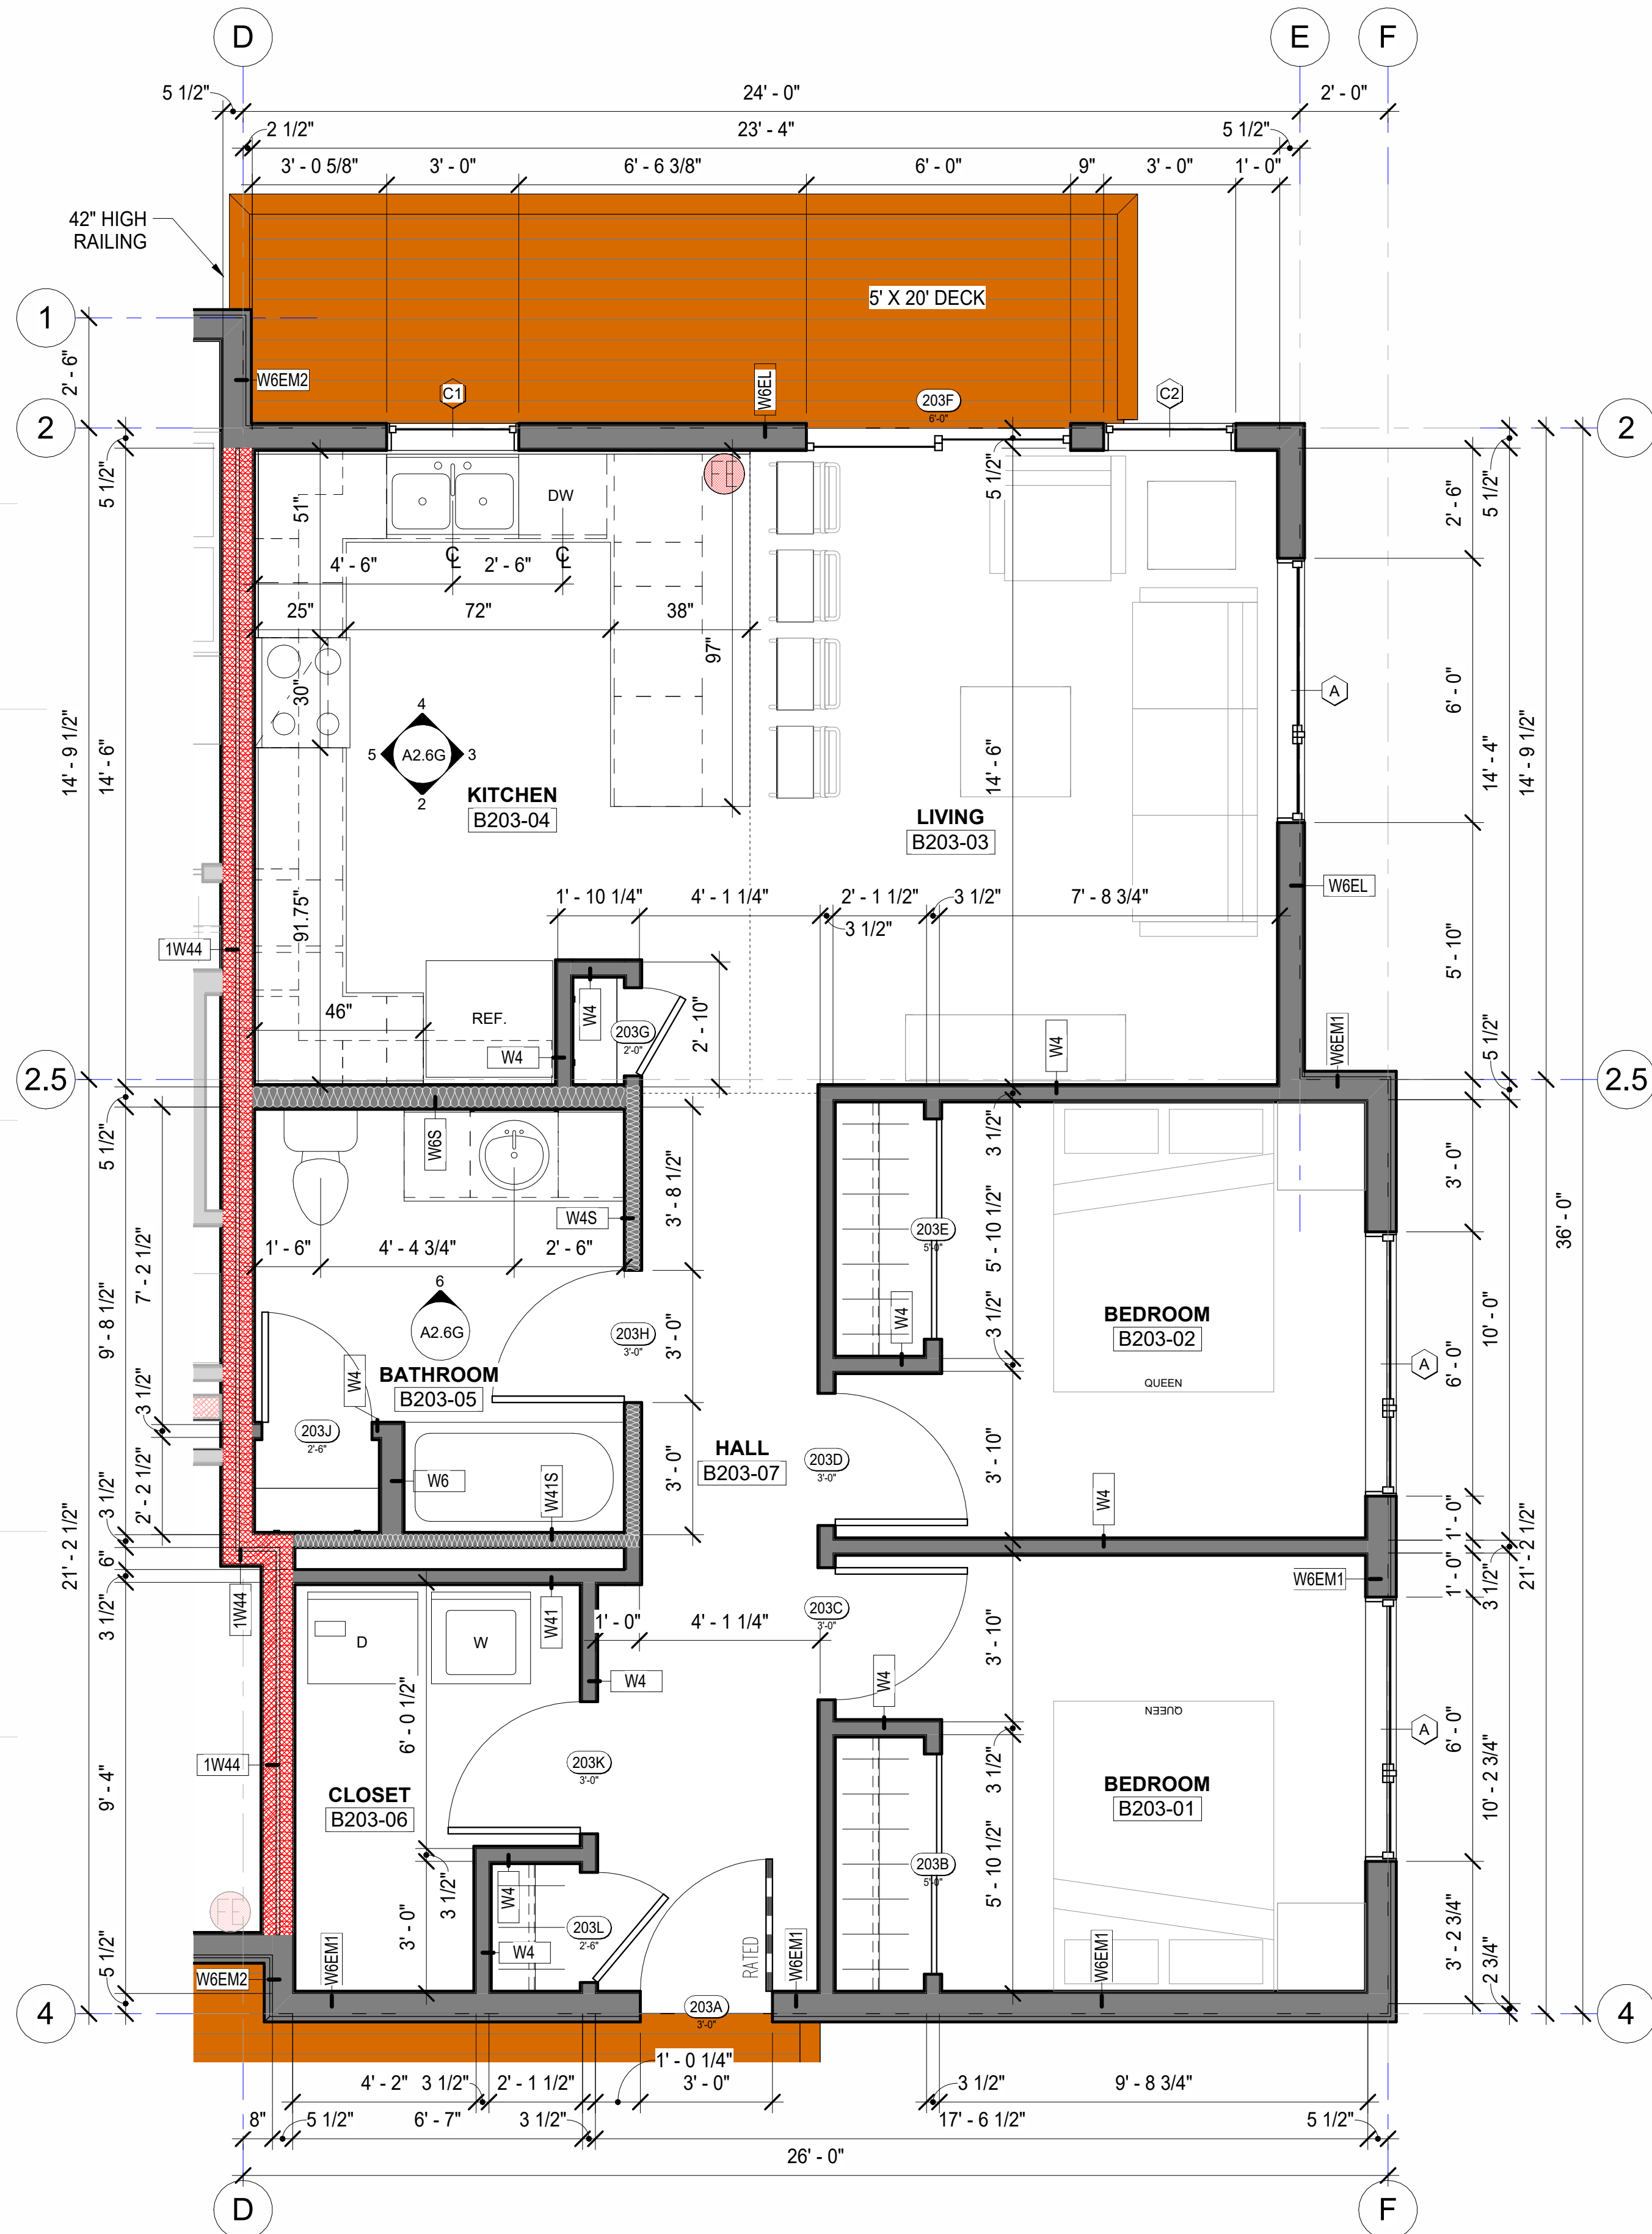 D
E
F
5 1/2"
24' - 0"
2' - 0"
2 1/2"
23' - 4"
5 1/2"
3' - 0 5/8"
3' - 0"
6' - 6 3/8"
6' - 0"
9"
3' - 0"
1' - 0"
42" HIGH
RAILING
5' X 20' DECK
1
2' - 6"
W6EM2
C1
W6EL
203F
6'-0"
C2
2
2
5 1/2"
51"
DW
FE
5 1/2"
2' - 6"
5 1/2"
4' - 6"
CL
2' - 6"
CL
25"
72"
38"
97"
30"
4
5
A2.6G
3
2
KITCHEN
B203-04
14' - 9 1/2"
14' - 6"
14' - 6"
LIVING
B203-03
A
6' - 0"
14' - 4"
14' - 9 1/2"
W6EL
1' - 10 1/4"
4' - 1 1/4"
2' - 1 1/2"
3 1/2"
7' - 8 3/4"
3 1/2"
91.75"
1W44
5' - 10"
46"
REF.
W4
W4
203G
2'-0"
2' - 10"
W4
W6EM1
5 1/2"
2.5
2.5
5 1/2"
W6S
W4S
3' - 8 1/2"
3 1/2"
3' - 0"
36' - 0"
1' - 6"
4' - 4 3/4"
2' - 6"
203E
5'-0"
5' - 10 1/2"
7' - 2 1/2"
9' - 8 1/2"
6
A2.6G
203H
3'-0"
3' - 0"
W4
3 1/2"
BEDROOM
B203-02
QUEEN
10' - 0"
A
6' - 0"
W4
BATHROOM
B203-05
3 1/2"
203J
2'-6"
W6
W41S
3' - 0"
HALL
B203-07
203D
3'-0"
3' - 10"
W4
2' - 2 1/2"
3 1/2"
6"
3 1/2"
21' - 2 1/2"
1' - 0"
1' - 0"
3 1/2"
21' - 2 1/2"
W6EM1
1W44
W41
1' - 0"
4' - 1 1/4"
203C
3'-0"
3' - 10"
D
W
W4
W4
QUEEN
6' - 0 1/2"
6' - 0"
A
10' - 2 3/4"
1W44
203K
3'-0"
3 1/2"
9' - 4"
CLOSET
B203-06
BEDROOM
B203-01
203B
5'-0"
5' - 10 1/2"
3 1/2"
W4
3' - 0"
203L
2'-6"
W4
RATED
W6EM1
W6EM1
W6EM1
FE
5 1/2"
W6EM2
3' - 2 3/4"
2 3/4"
4
203A
3'-0"
4
1' - 0 1/4"
4' - 2"
3 1/2"
2' - 1 1/2"
3' - 0"
3 1/2"
9' - 8 3/4"
8"
5 1/2"
6' - 7"
3 1/2"
17' - 6 1/2"
5 1/2"
26' - 0"
D
F